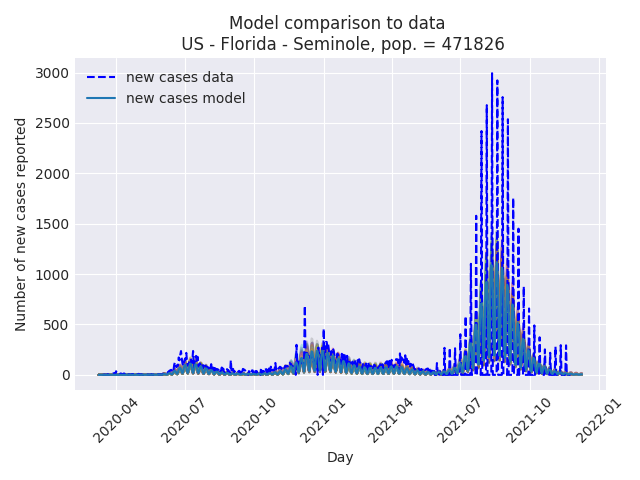 Model comparison to data
US - Florida - Seminole, pop. = 471826
new cases data
new cases model
Number of new cases reported
3000
2500
2000
1500
1000
500
0
2020-04
2020-07
2020-10
2021-01
2021-04
2021-07
2021-10
2022-01
Day